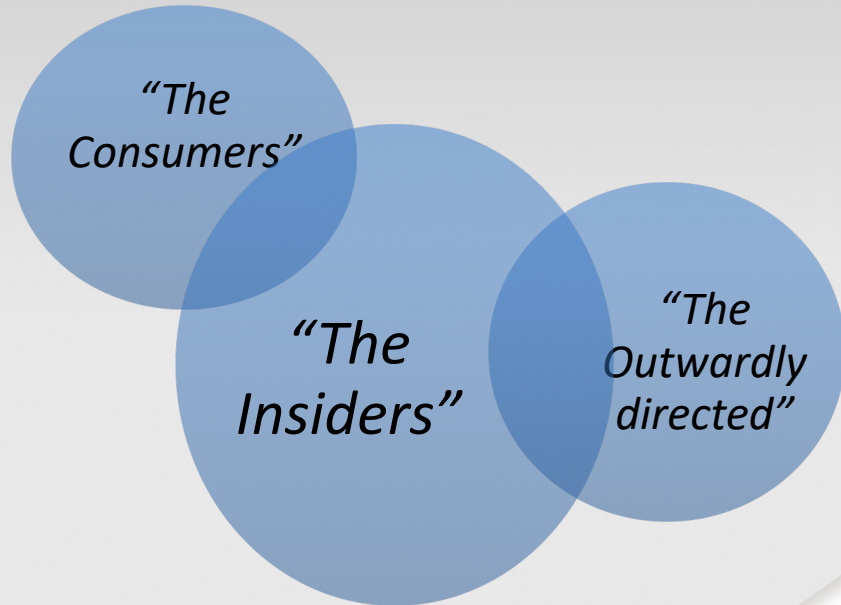 “The
Consumers”
“The
Insiders”
“The
Outwardly
directed”